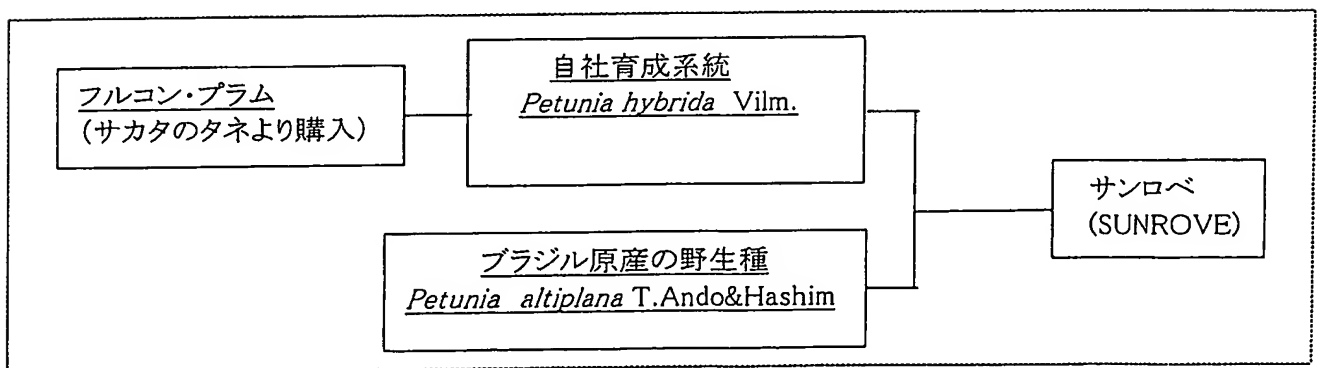 フルコン・プラム
(サカタのタネより購入)
自社育成系統
Petunia hybrida Vilm.
ブラジル原産の野生種
Petunia altiplana T.Ando&Hashim
サンロベ
(SUNROVE)